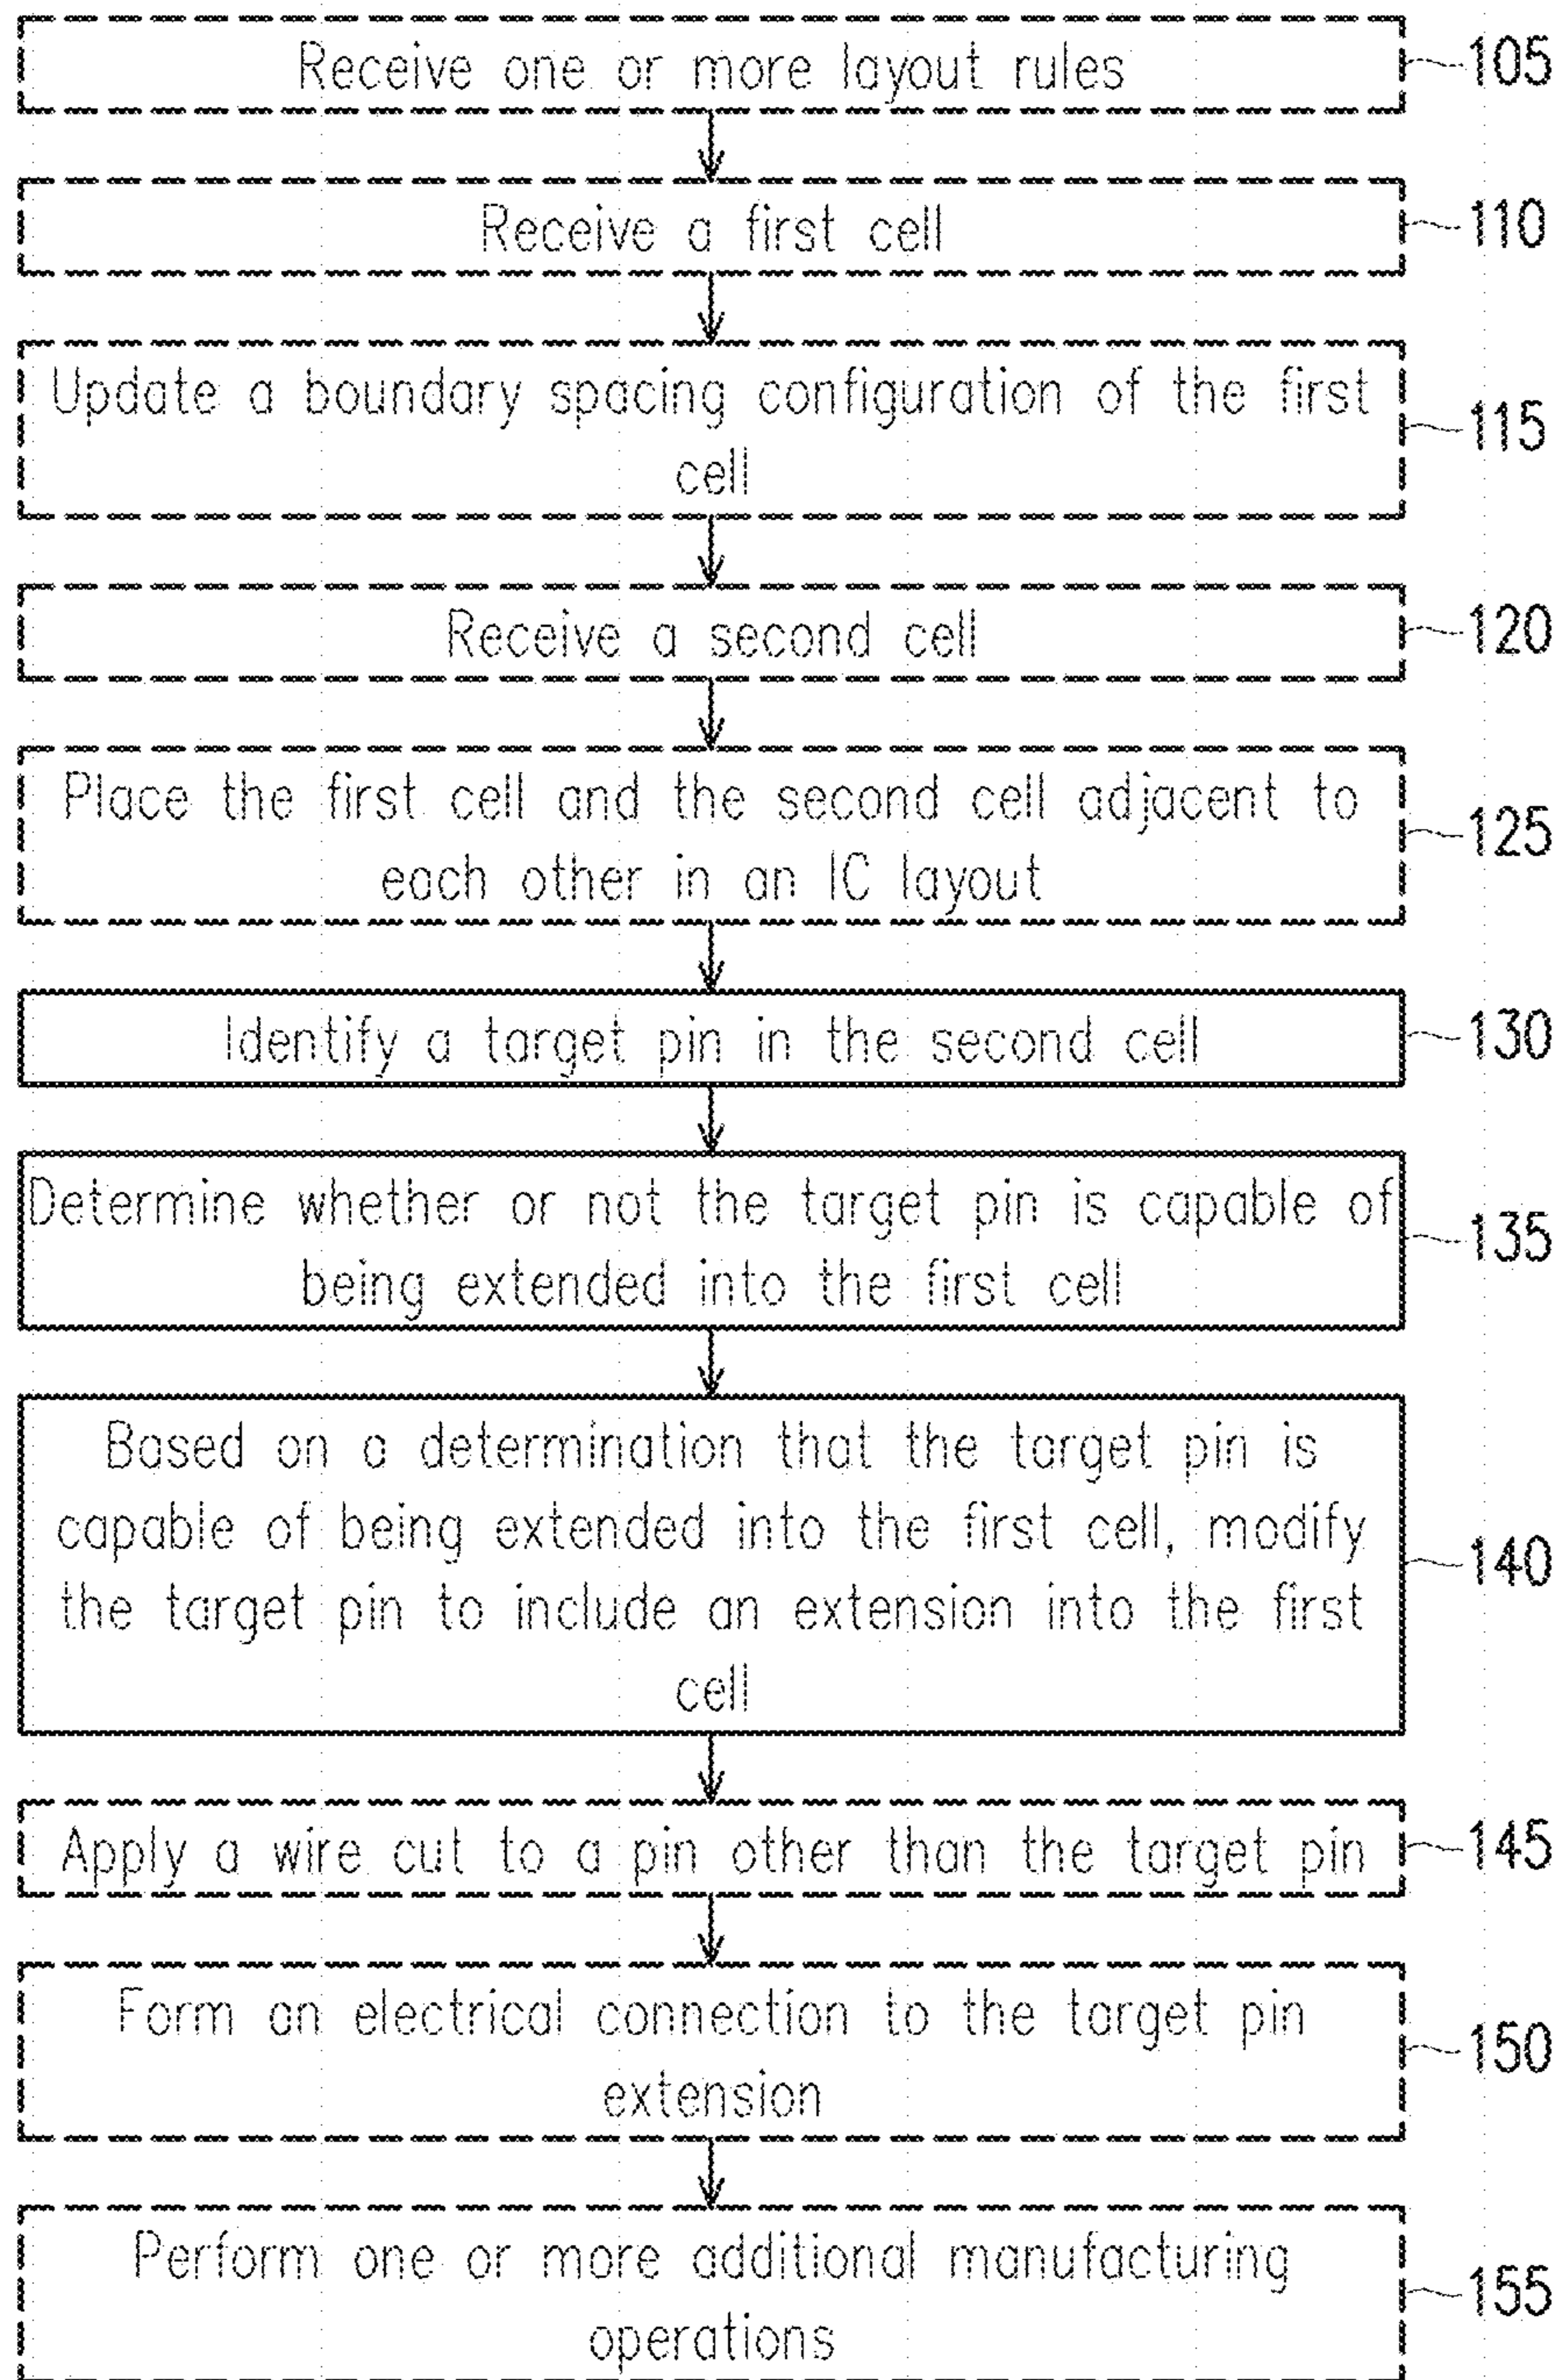 Receive one or more layout rules
105
Receive a first cell
110
Update a boundary spacing configuration of the first
cell
115
Receive a second cell
120
Place the first cell and the second cell adjacent to
each other in an IC layout
125
Identify a target pin in the second cell
130
Determine whether or not the target pin is capable of
being extended into the first cell
135
Based on a determination that the target pin is
capable of being extended into the first cell, modify
the target pin to include an extension into the first
cell
140
Apply a wire cut to a pin other than the target pin
145
Form an electrical connection to the target pin
extension
150
Perform one or more additional manufacturing
operations
155